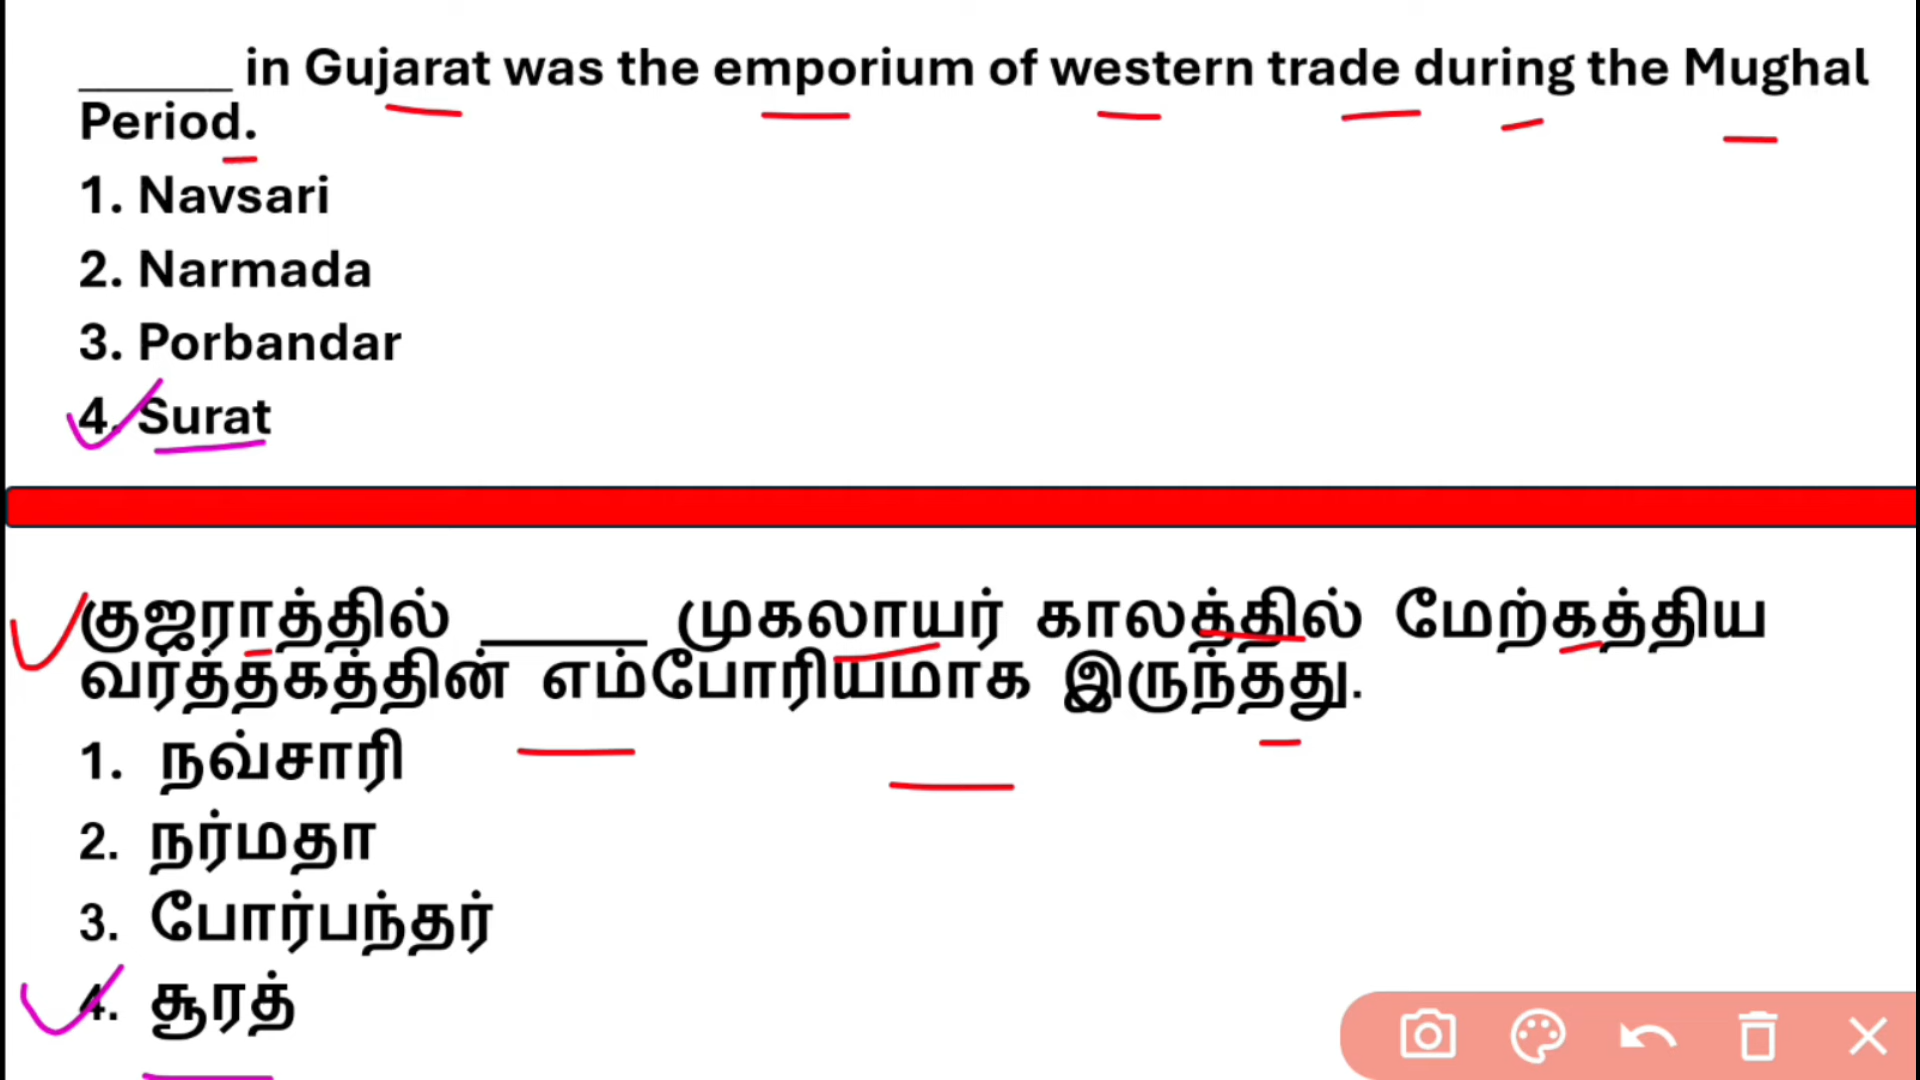 ______ in Gujarat was the emporium of western trade during the Mughal
Period.
1. Navsari
2. Narmada
3. Porbandar
4. Surat
குஜராத்தில் ______ முகலாயர் காலத்தில் மேற்கத்திய
வர்த்தகத்தின் எம்போரியமாக இருந்தது.
1. நவ்சாரி
2. நர்மதா
3. போர்பந்தர்
4. சூரத்